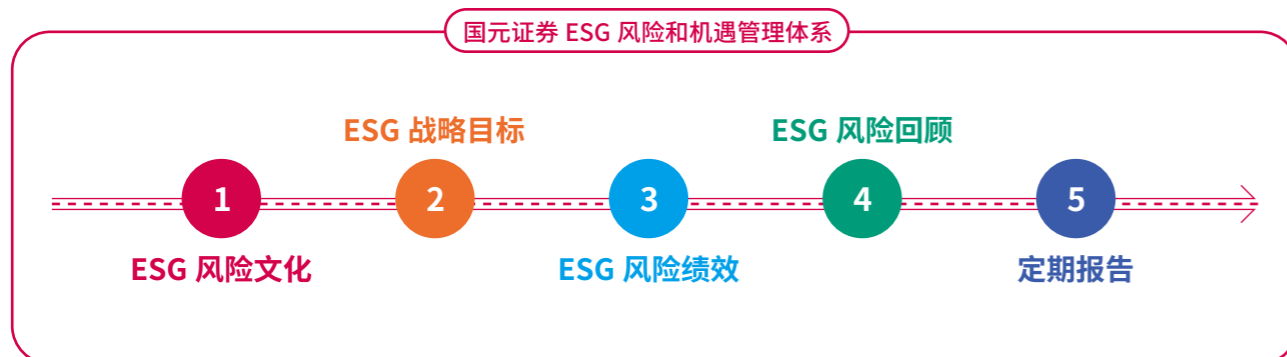 国元证券 ESG 风险和机遇管理体系
ESG 战略目标
ESG 风险回顾
1
2
3
4
5
ESG 风险文化
ESG 风险绩效
定期报告